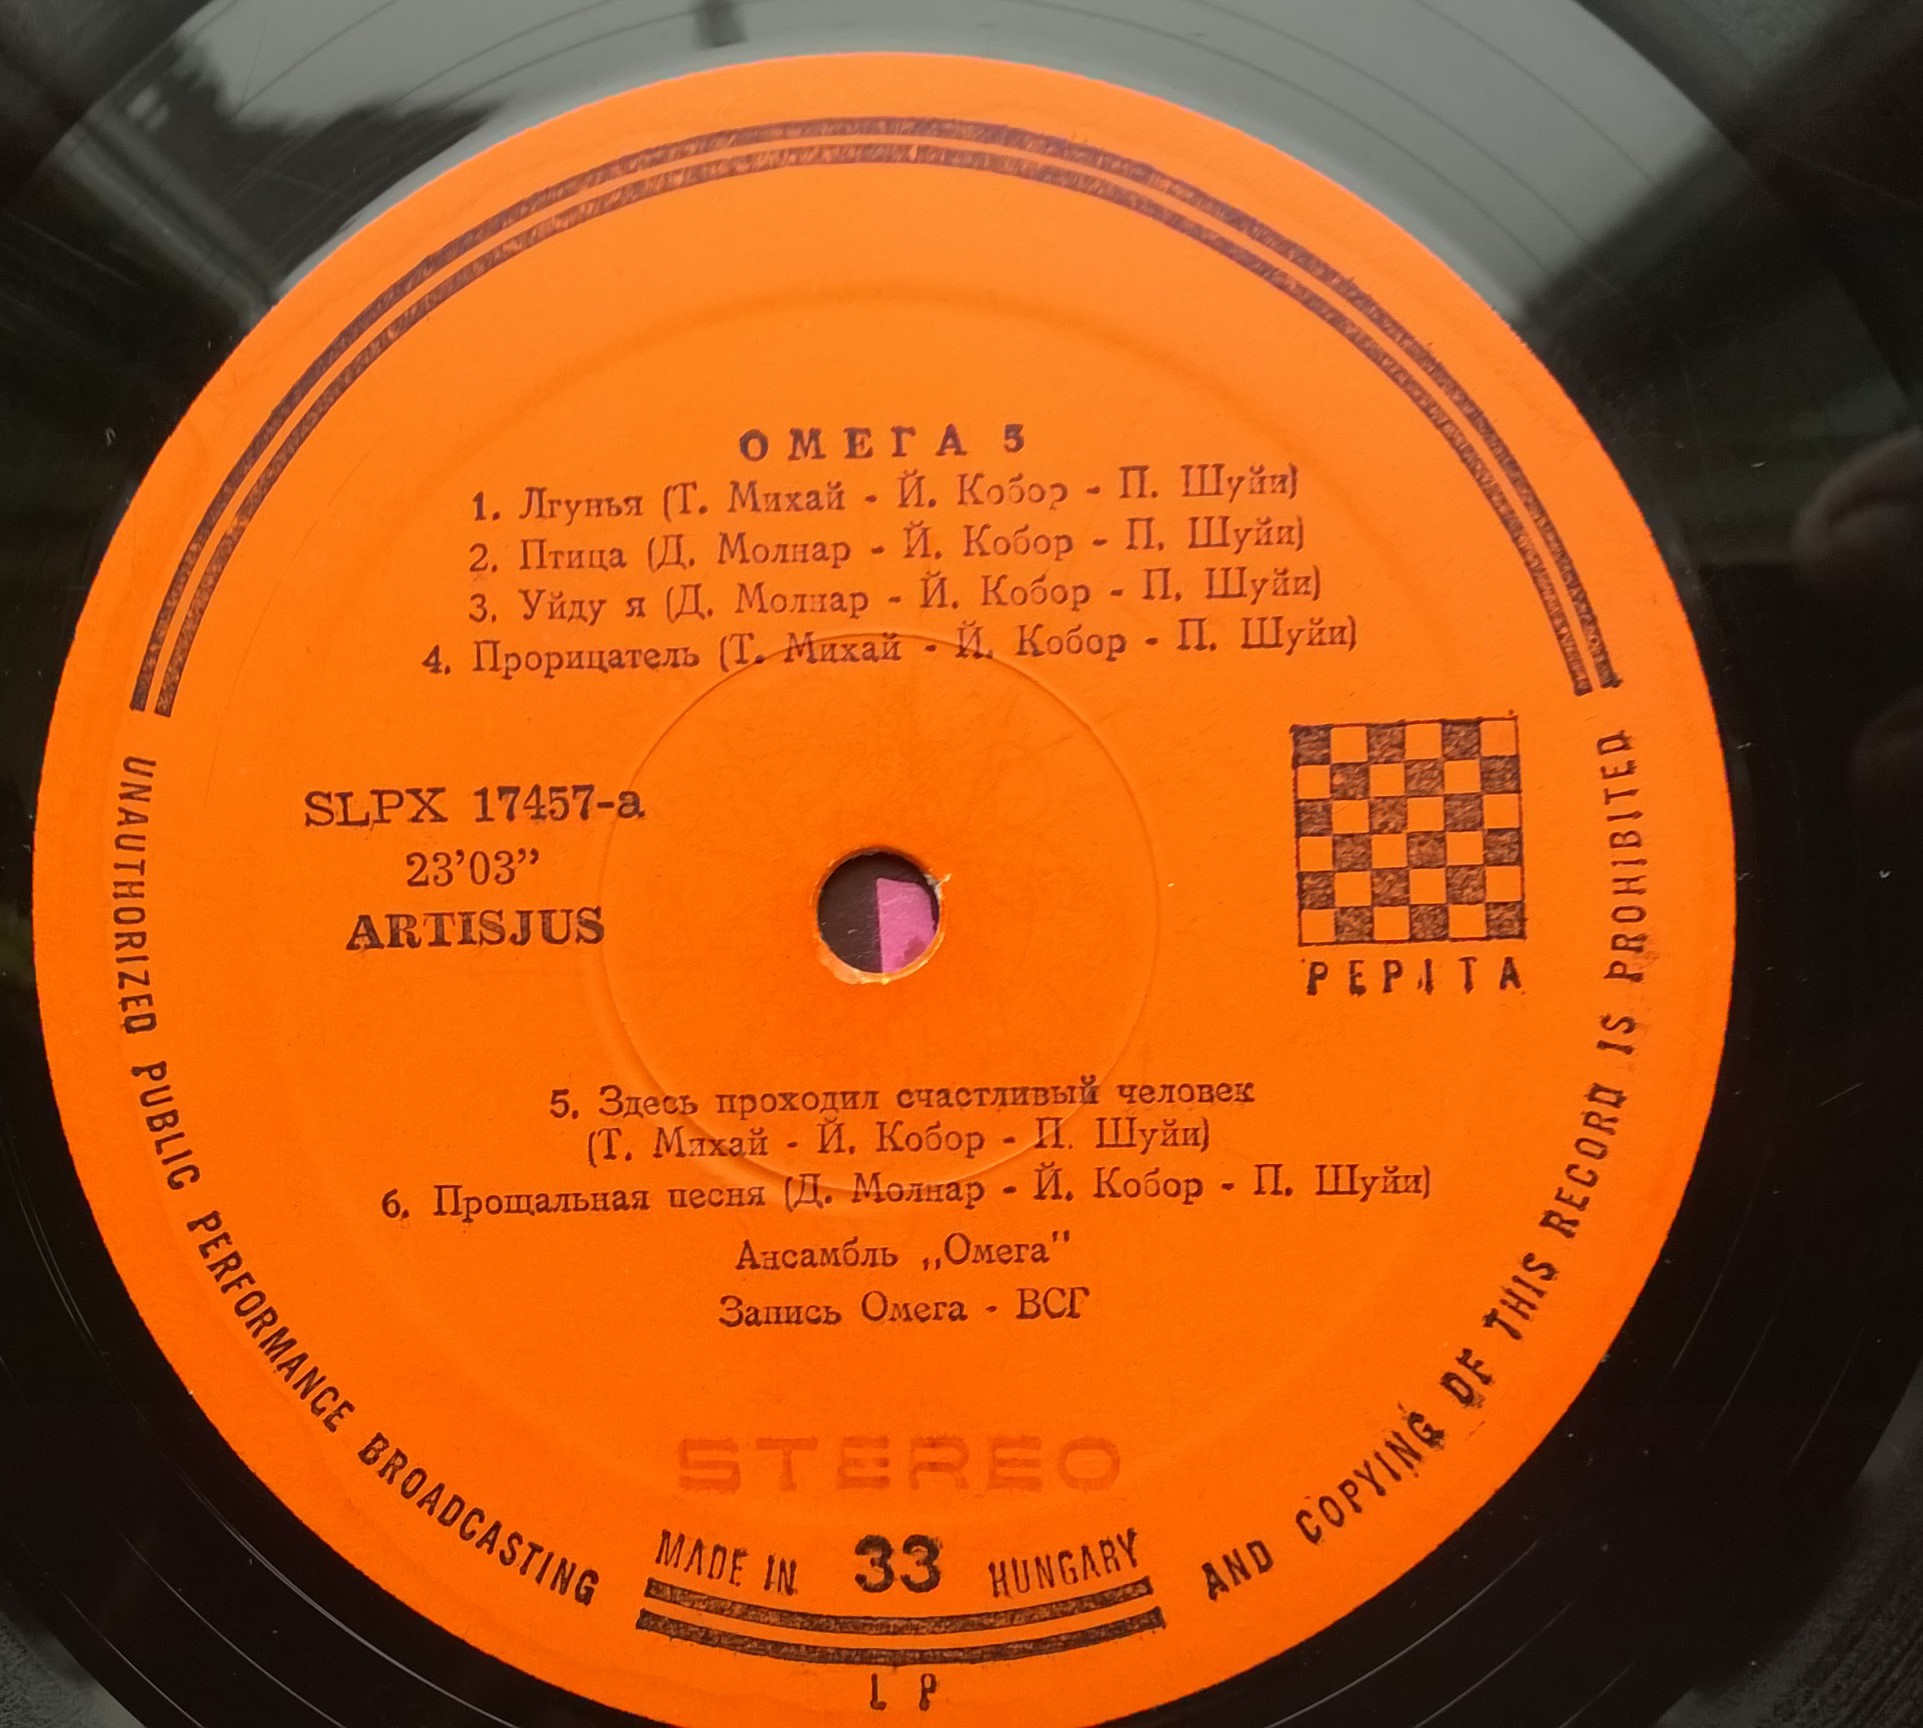 ОМЕГА 5
1. Лгунья (Т. Михай - Й. Кобор - П. Шуйи)
2. Птица (Д. Молнар - Й. Кобор - П. Шуйи)
3. Уйду я (Д. Молнар - Й. Кобор - П. Шуйи)
4. Прорицатель (Т. Михай - Й. Кобор - П. Шуйи)
SLPX 17457-a
23’03”
ARTISJUS
PEPITA
5. Здесь проходил счастливый человек
(Т. Михай - Й. Кобор - П. Шуйи)
6. Прощальная песня (Д. Молнар - Й. Кобор - П. Шуйи)
Ансамбль „Омега"
Запись Омега - ВСГ
STEREO
MADE IN 33 HUNGARY
LP
UNAUTHORIZED PUBLIC PERFORMANCE BROADCASTING AND COPYING OF THIS RECORD IS PROHIBITED